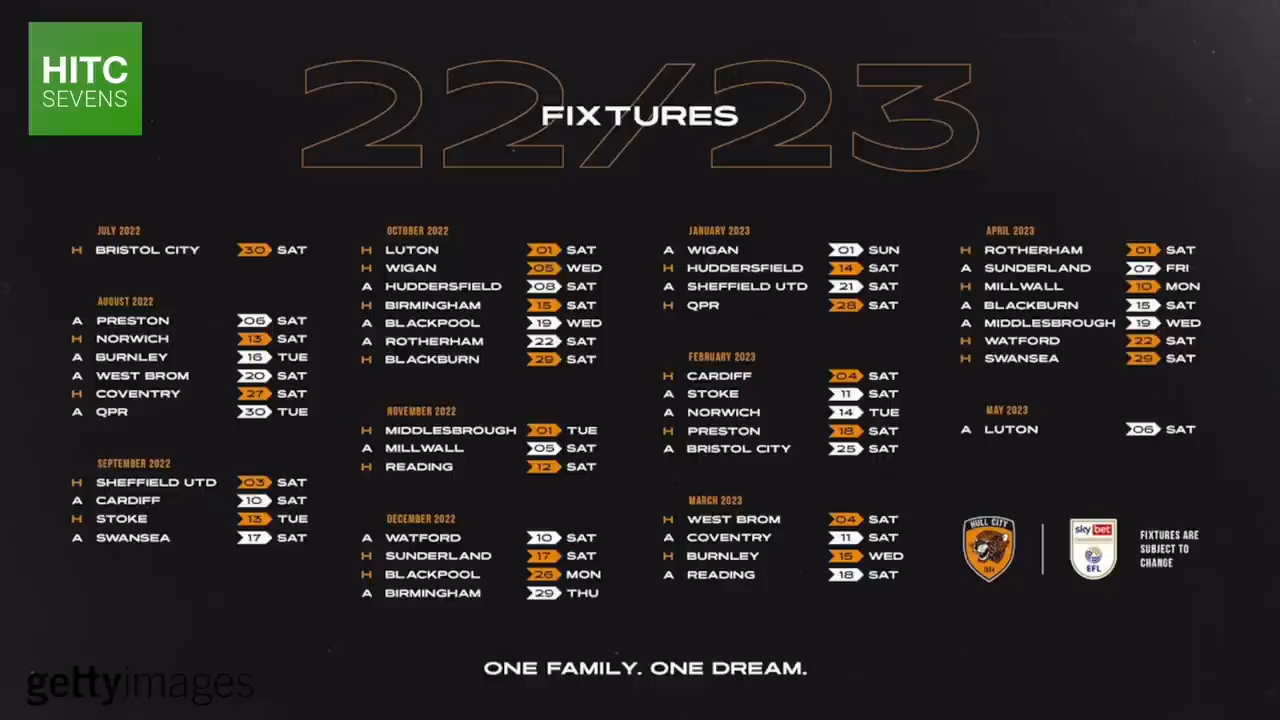 HITC
SEVENS
22/23
FIXTURES
JULY 2022
H BRISTOL CITY 30 SAT
AUGUST 2022
A PRESTON 06 SAT
H NORWICH 13 SAT
A BURNLEY 16 TUE
A WEST BROM 20 SAT
H COVENTRY 27 SAT
A QPR 30 TUE
SEPTEMBER 2022
H SHEFFIELD UTD 03 SAT
A CARDIFF 10 SAT
H STOKE 13 TUE
A SWANSEA 17 SAT
OCTOBER 2022
H LUTON 01 SAT
H WIGAN 05 WED
A HUDDERSFIELD 08 SAT
H BIRMINGHAM 15 SAT
A BLACKPOOL 19 WED
A ROTHERHAM 22 SAT
H BLACKBURN 29 SAT
NOVEMBER 2022
H MIDDLESBROUGH 01 TUE
A MILLWALL 05 SAT
H READING 12 SAT
DECEMBER 2022
A WATFORD 10 SAT
H SUNDERLAND 17 SAT
H BLACKPOOL 26 MON
A BIRMINGHAM 29 THU
JANUARY 2023
A WIGAN 01 SUN
H HUDDERSFIELD 14 SAT
A SHEFFIELD UTD 21 SAT
H QPR 28 SAT
FEBRUARY 2023
H CARDIFF 04 SAT
A STOKE 11 SAT
A NORWICH 14 TUE
H PRESTON 18 SAT
A BRISTOL CITY 25 SAT
MARCH 2023
H WEST BROM 04 SAT
A COVENTRY 11 SAT
H BURNLEY 15 WED
A READING 18 SAT
APRIL 2023
H ROTHERHAM 01 SAT
A SUNDERLAND 07 FRI
H MILLWALL 10 MON
A BLACKBURN 15 SAT
A MIDDLESBROUGH 19 WED
H WATFORD 22 SAT
H SWANSEA 29 SAT
MAY 2023
A LUTON 06 SAT
HULL CITY
1904
sky bet
EFL
FIXTURES ARE
SUBJECT TO
CHANGE
ONE FAMILY. ONE DREAM.
gettyimages